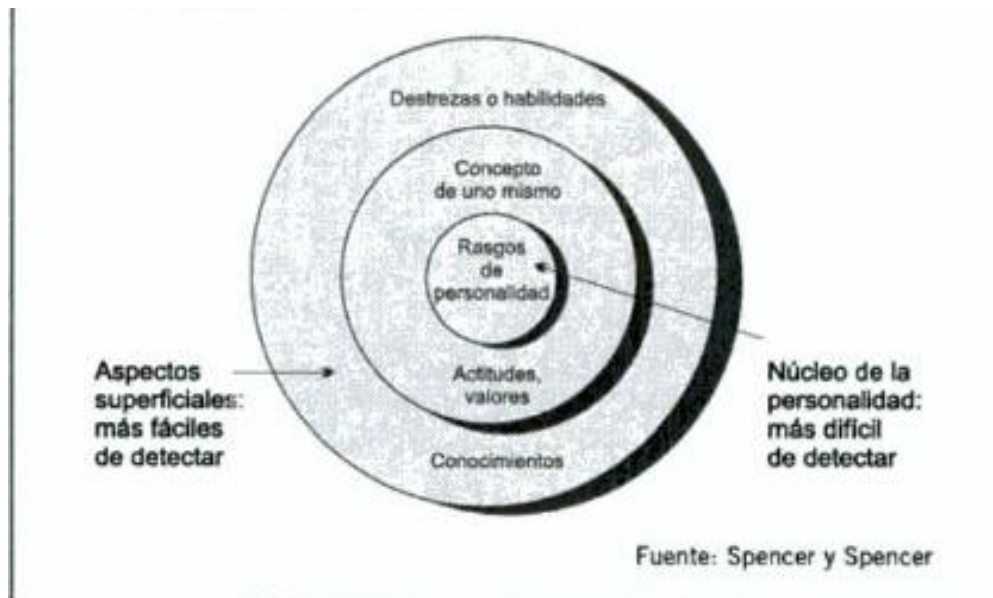 Destrezas o habilidades
Concepto
de uno mismo
Rasgos
de
personalidad
Actitudes,
valores
Conocimientos
Aspectos
superficiales:
más fáciles
de detectar
Núcleo de la
personalidad:
más difícil
de detectar
Fuente: Spencer y Spencer